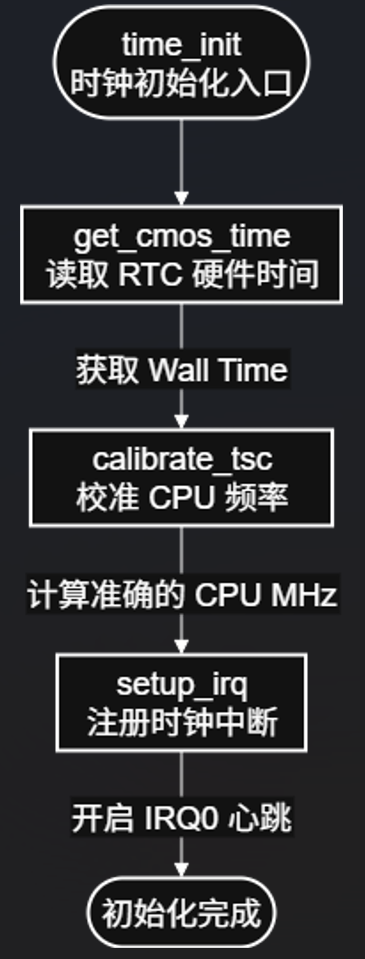 time_init
时钟初始化入口
get_cmos_time
读取 RTC 硬件时间
获取 Wall Time
calibrate_tsc
校准 CPU 频率
计算准确的 CPU MHz
setup_irq
注册时钟中断
开启 IRQ0 心跳
初始化完成